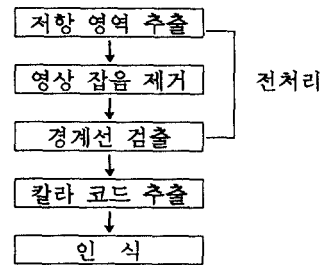 저항 영역 추출
영상 잡음 제거
전처리
경계선 검출
칼라 코드 추출
인 식